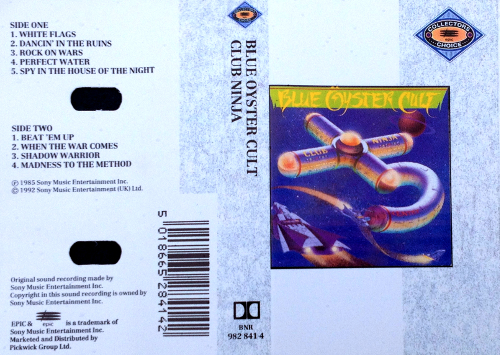 SIDE ONE
1. WHITE FLAGS
2. DANCIN' IN THE RUINS
3. ROCK ON WARS
4. PERFECT WATER
5. SPY IN THE HOUSE OF THE NIGHT
SIDE TWO
1. BEAT 'EM UP
2. WHEN THE WAR COMES
3. SHADOW WARRIOR
4. MADNESS TO THE METHOD
℗ 1985 Sony Music Entertainment Inc.
© 1992 Sony Music Entertainment (UK) Ltd.
Original sound recording made by
Sony Music Entertainment Inc.
Copyright in this sound recording is owned by
Sony Music Entertainment Inc.
EPIC & epic is a trademark of
Sony Music Entertainment Inc.
Marketed and Distributed by
Pickwick Group Ltd.
5 018665 284142
COLLECTORS
CHOICE
BLUE ÖYSTER CULT
CLUB NINJA
BNR
982 841 4
COLLECTORS
epic
CHOICE
BLUE ÖYSTER CULT
CLUB
NINJA